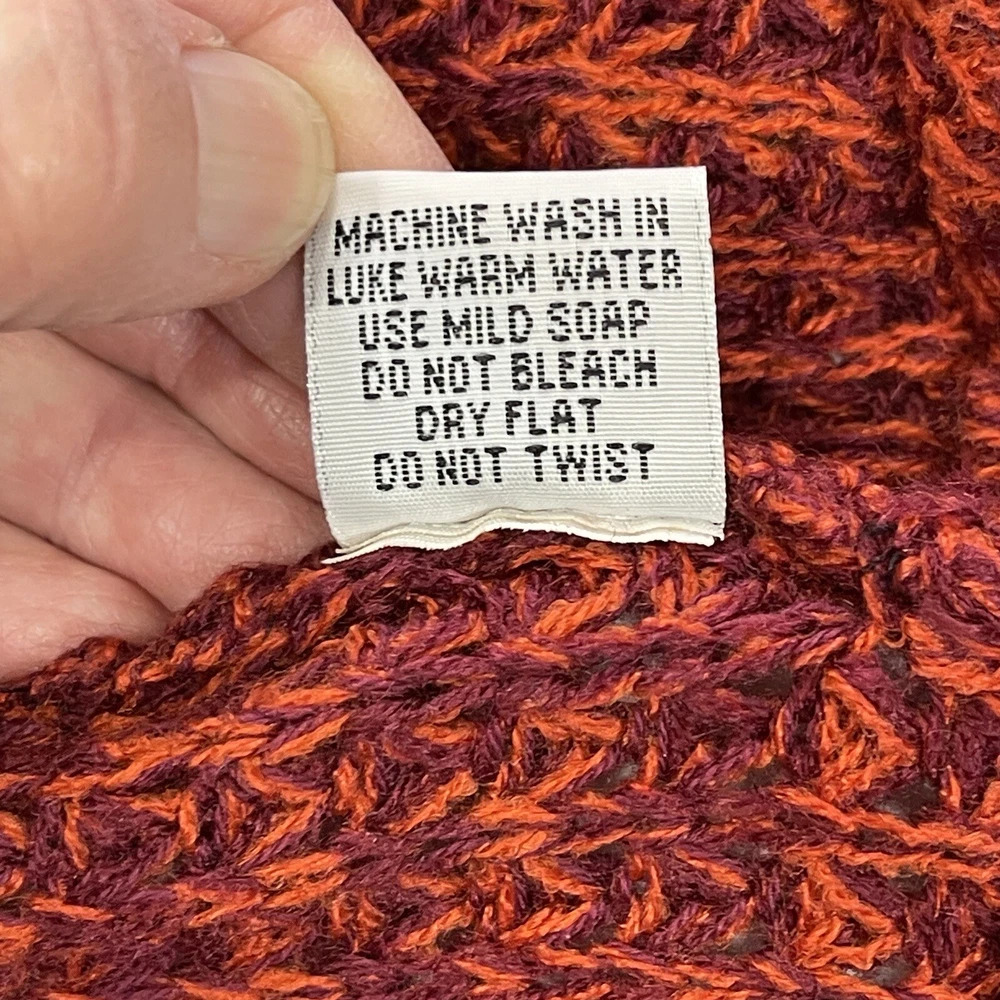 MACHINE WASH IN
LUKE WARM WATER
USE MILD SOAP
DO NOT BLEACH
DRY FLAT
DO NOT TWIST